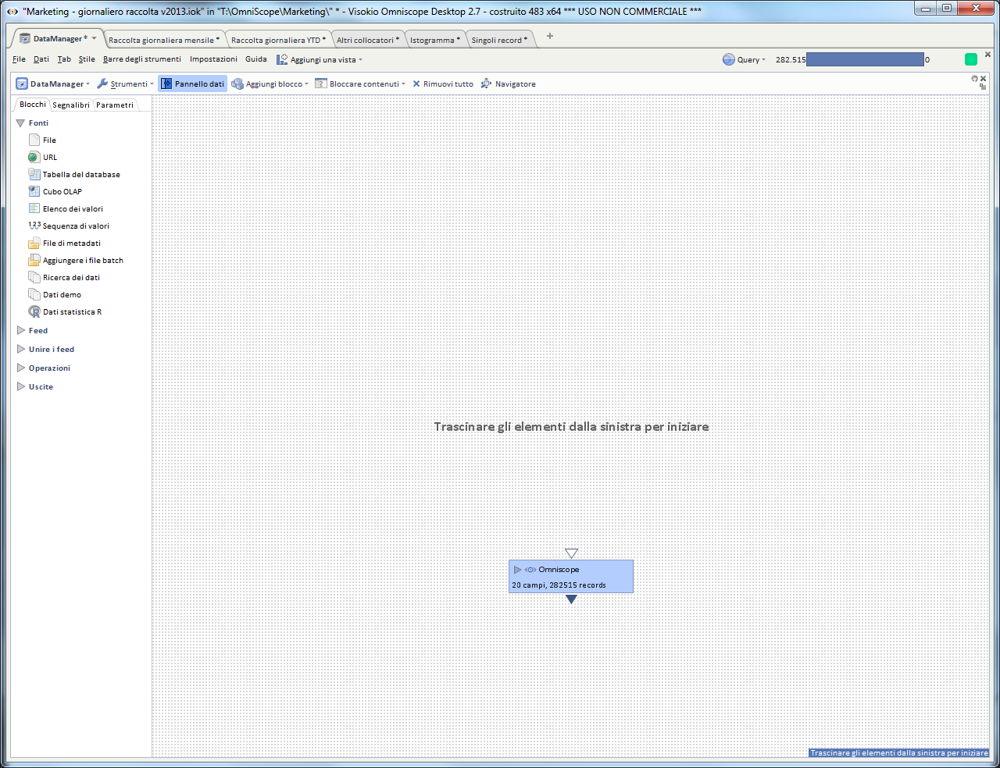 "Marketing - giornaliero raccolta v2013.iok" in "T:\OmniScope\Marketing\" * - Visokio Omniscope Desktop 2.7 - costruito 483 x64 *** USO NON COMMERCIALE ***
DataManager * Raccolta giornaliera mensile * Raccolta giornaliera YTD * Altri collocatori * Istogramma * Singoli record * +
File Dati Tab Stile Barre degli strumenti Impostazioni Guida Aggiungi una vista Query 282.515 0
DataManager Strumenti Pannello dati Aggiungi blocco Bloccare contenuti Rimuovi tutto Navigatore
Blocchi Segnalibri Parametri
Fonti
File
URL
Tabella del database
Cubo OLAP
Elenco dei valori
123 Sequenza di valori
File di metadati
Aggiungere i file batch
Ricerca dei dati
Dati demo
R Dati statistica R
Feed
Unire i feed
Operazioni
Uscite
Trascinare gli elementi dalla sinistra per iniziare
Omniscope
20 campi, 282515 records
Trascinare gli elementi dalla sinistra per iniziare